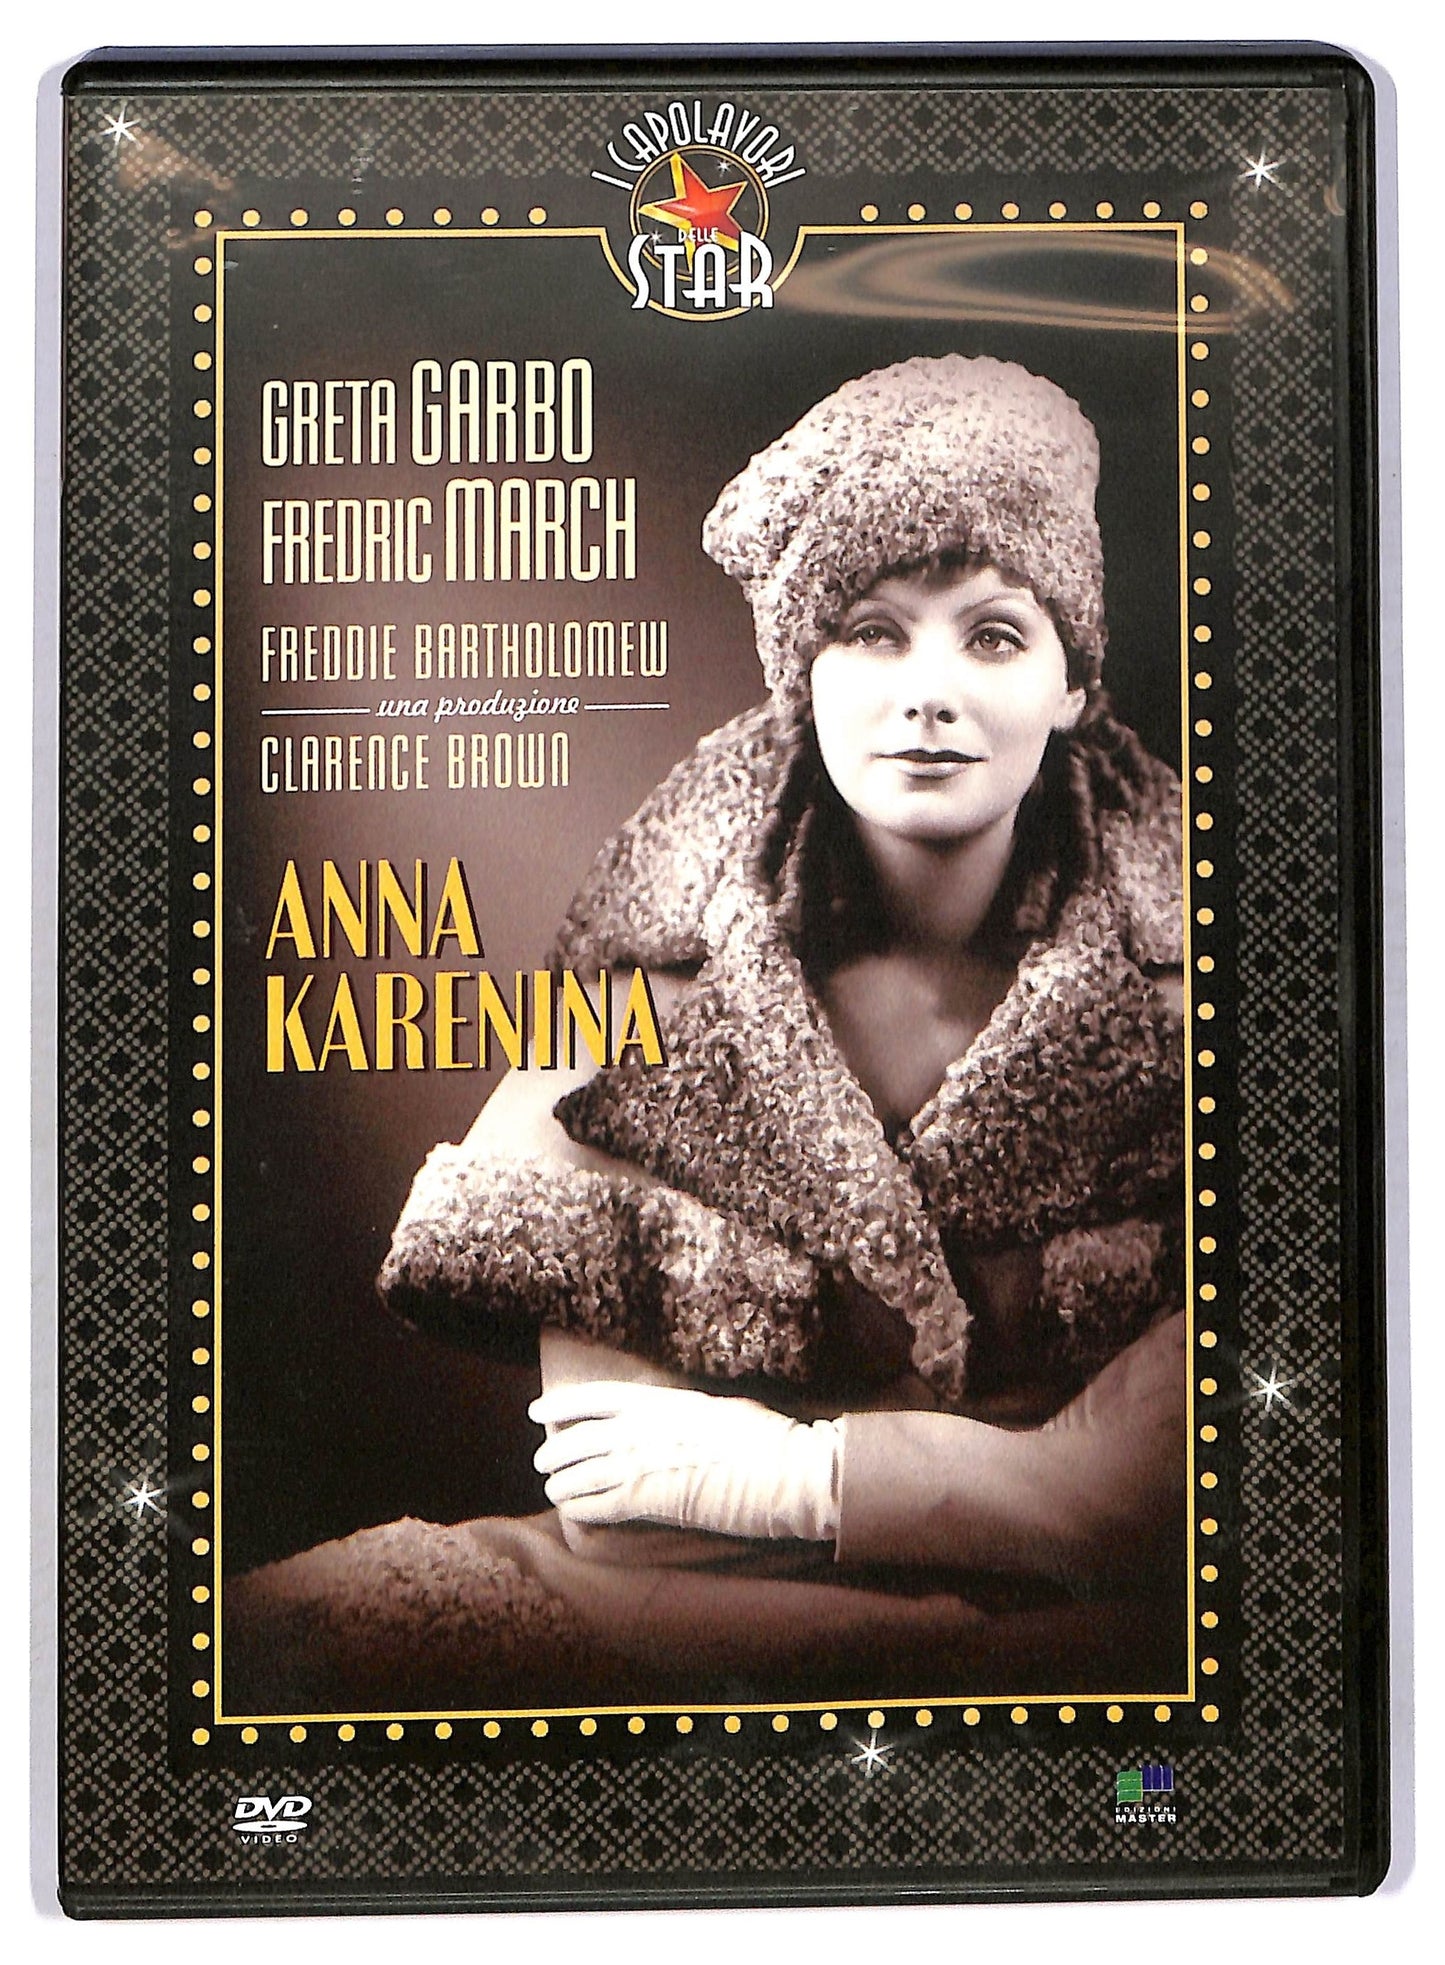 I CAPOLAVORI
DELLE
STAR
GRETA GARBO
FREDRIC MARCH
FREDDIE BARTHOLOMEW
una produzione
CLARENCE BROWN
ANNA
KARENINA
DVD
VIDEO
EDIZIONI
MASTER